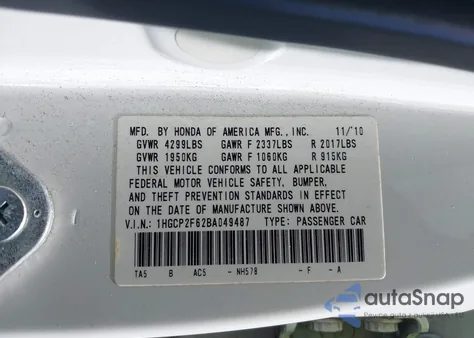 MFD. BY HONDA OF AMERICA MFG., INC. 11/'10
GVWR 4299LBS GAWR F 2337LBS R 2017LBS
GVWR 1950KG GAWR F 1060KG R 915KG
THIS VEHICLE CONFORMS TO ALL APPLICABLE
FEDERAL MOTOR VEHICLE SAFETY, BUMPER,
AND THEFT PREVENTION STANDARDS IN EFFECT
ON THE DATE OF MANUFACTURE SHOWN ABOVE.
V.I.N.: 1HGCP2F62BA049487 TYPE: PASSENGER CAR
TA5 B AC5 - NH578 - F - A
autoSnap